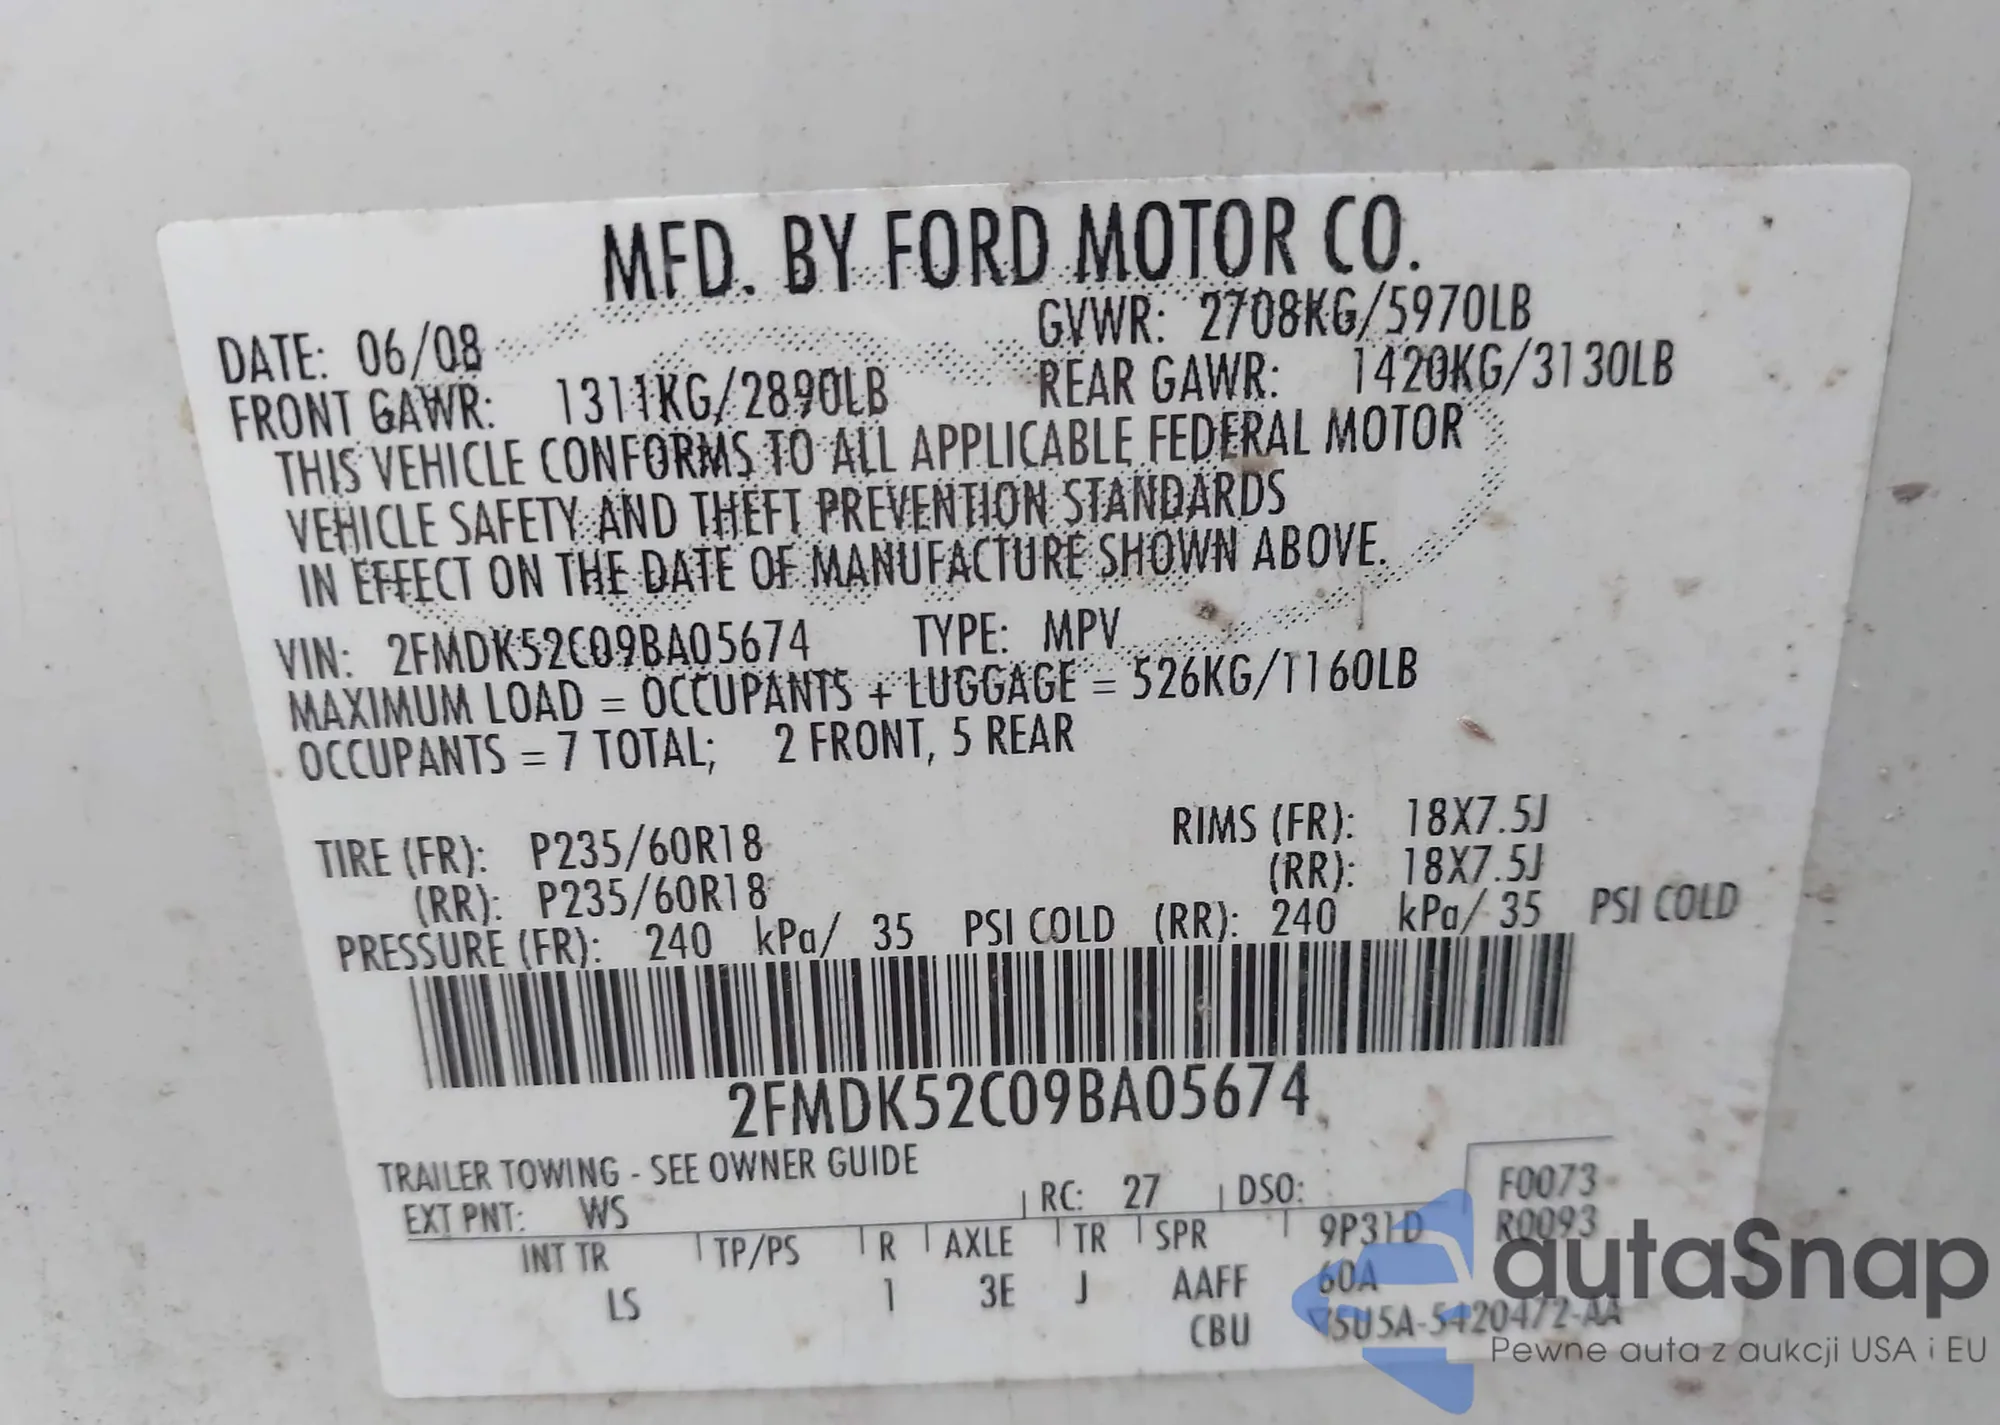 MFD. BY FORD MOTOR CO.
DATE: 06/08 GVWR: 2708KG/5970LB
FRONT GAWR: 1311KG/2890LB REAR GAWR: 1420KG/3130LB
THIS VEHICLE CONFORMS TO ALL APPLICABLE FEDERAL MOTOR
VEHICLE SAFETY AND THEFT PREVENTION STANDARDS
IN EFFECT ON THE DATE OF MANUFACTURE SHOWN ABOVE.
VIN: 2FMDK52C09BA05674 TYPE: MPV
MAXIMUM LOAD = OCCUPANTS + LUGGAGE = 526KG/1160LB
OCCUPANTS = 7 TOTAL; 2 FRONT, 5 REAR
TIRE (FR): P235/60R18 RIMS (FR): 18X7.5J
(RR): P235/60R18 (RR): 18X7.5J
PRESSURE (FR): 240 kPa/ 35 PSI COLD (RR): 240 kPa/ 35 PSI COLD
2FMDK52C09BA05674
TRAILER TOWING - SEE OWNER GUIDE
EXT PNT: WS RC: 27 DSO: F0073
INT TR TP/PS R AXLE TR SPR 9P31D R0093
LS 1 3E J AAFF 60A
CBU 5U5A-5420472-AA
autaSnap
Pewne auta z aukcji USA i EU